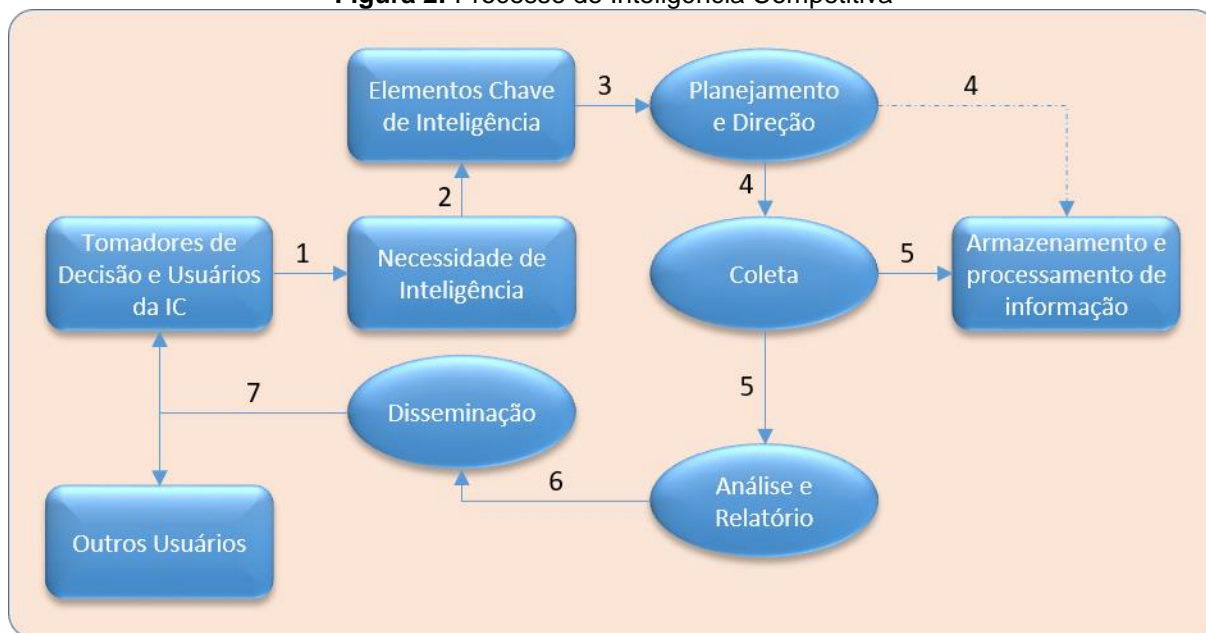 Figura 2. Processo de Inteligência Competitiva
Elementos Chave
de Inteligência
3
Planejamento
e Direção
4
2
4
Tomadores de
Decisão e Usuários
da IC
1
Necessidade de
Inteligência
Coleta
5
Armazenamento e
processamento de
informação
5
7
Disseminação
6
Análise e
Relatório
Outros Usuários